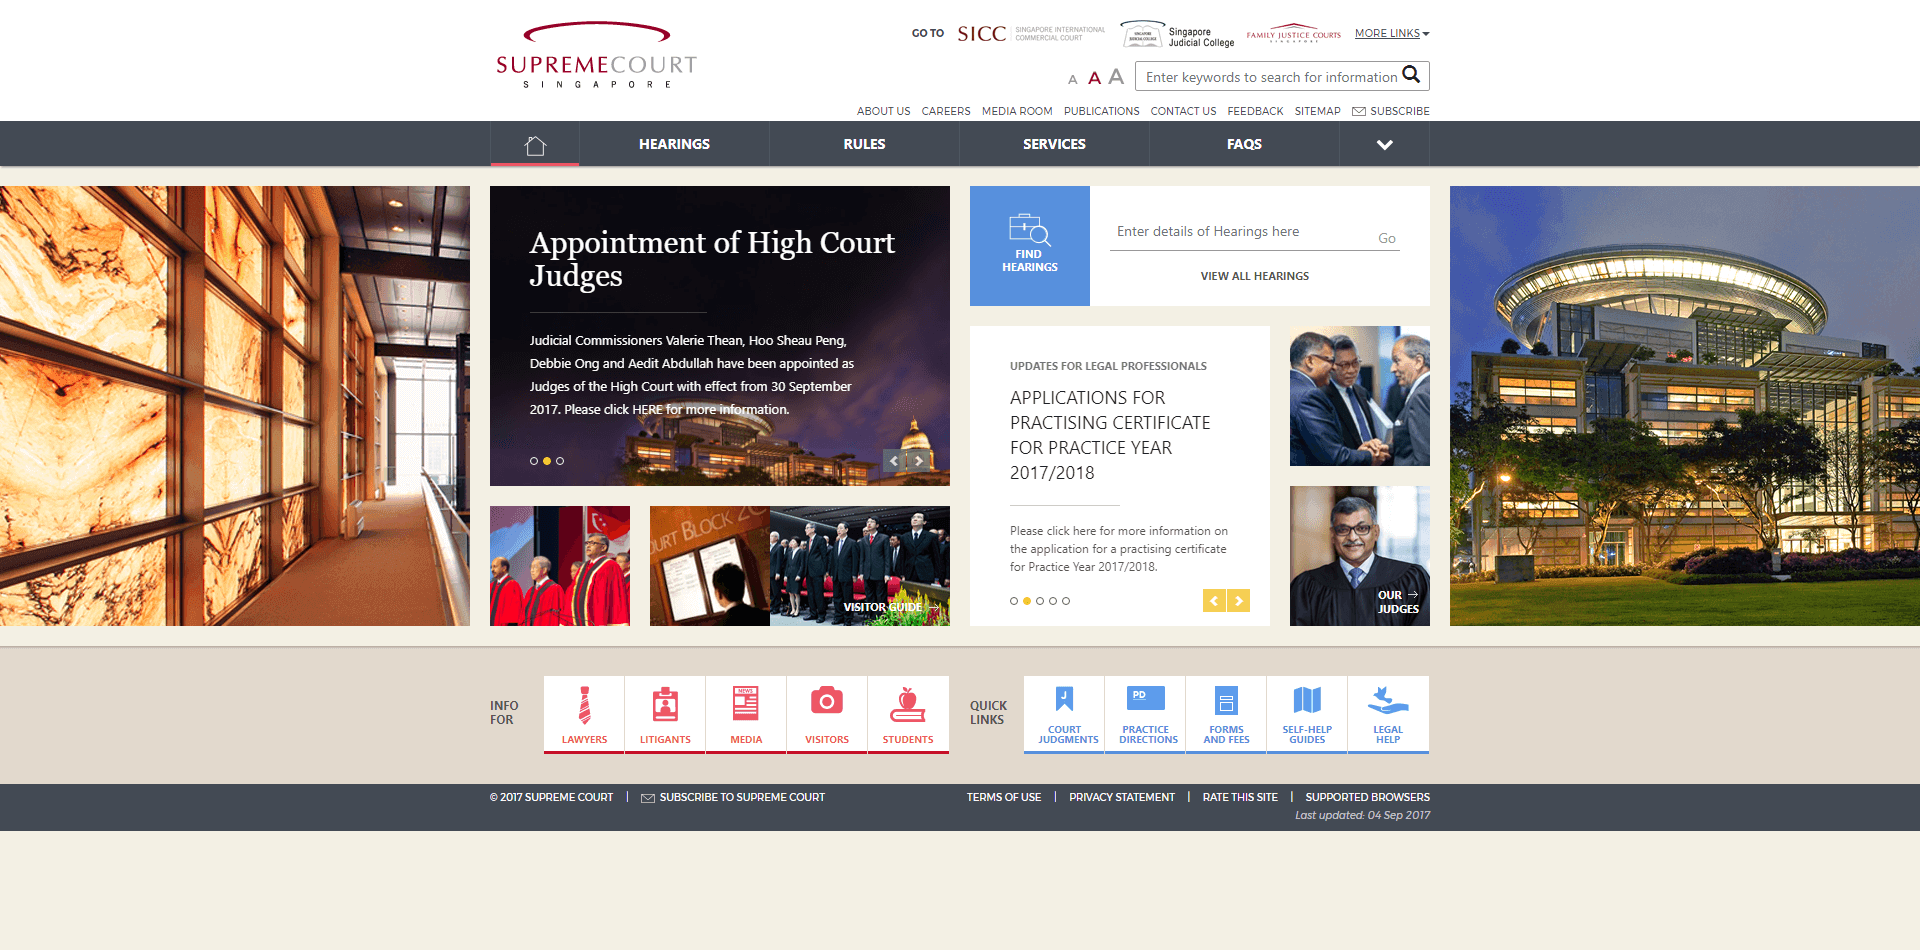 SUPREMECOURT
SINGAPORE
GO TO
SICC
SINGAPORE INTERNATIONAL
COMMERCIAL COURT
Singapore
Judicial College
FAMILY JUSTICE COURTS
SINGAPORE
MORE LINKS
A A A
Enter keywords to search for information
ABOUT US CAREERS MEDIA ROOM PUBLICATIONS CONTACT US FEEDBACK SITEMAP SUBSCRIBE
HEARINGS RULES SERVICES FAQS
Appointment of High Court
Judges
Judicial Commissioners Valerie Thean, Hoo Sheau Peng,
Debbie Ong and Aedit Abdullah have been appointed as
Judges of the High Court with effect from 30 September
2017. Please click HERE for more information.
FIND
HEARINGS
Enter details of Hearings here
Go
VIEW ALL HEARINGS
UPDATES FOR LEGAL PROFESSIONALS
APPLICATIONS FOR
PRACTISING CERTIFICATE
FOR PRACTICE YEAR
2017/2018
Please click here for more information on
the application for a practising certificate
for Practice Year 2017/2018.
COURT BLOCK
VISITOR GUIDE
OUR
JUDGES
INFO
FOR
LAWYERS
LITIGANTS
NEWS
MEDIA
VISITORS
STUDENTS
QUICK
LINKS
J
COURT
JUDGMENTS
PD
PRACTICE
DIRECTIONS
FORMS
AND FEES
SELF-HELP
GUIDES
LEGAL
HELP
© 2017 SUPREME COURT | SUBSCRIBE TO SUPREME COURT
TERMS OF USE | PRIVACY STATEMENT | RATE THIS SITE | SUPPORTED BROWSERS
Last updated: 04 Sep 2017